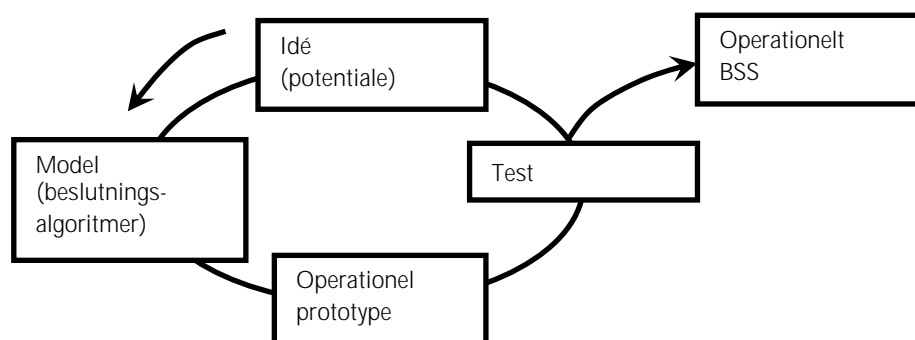 Idé
(potentiale)
Operationelt
BSS
Model
(beslutnings-
algoritmer)
Test
Operationel
prototype